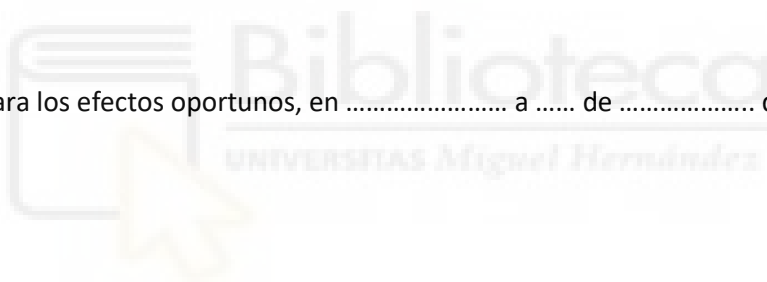 Biblioteca
ara los efectos oportunos, en ........................ a ...... de .................... d
UNIVERSITAS Miguel Hernández